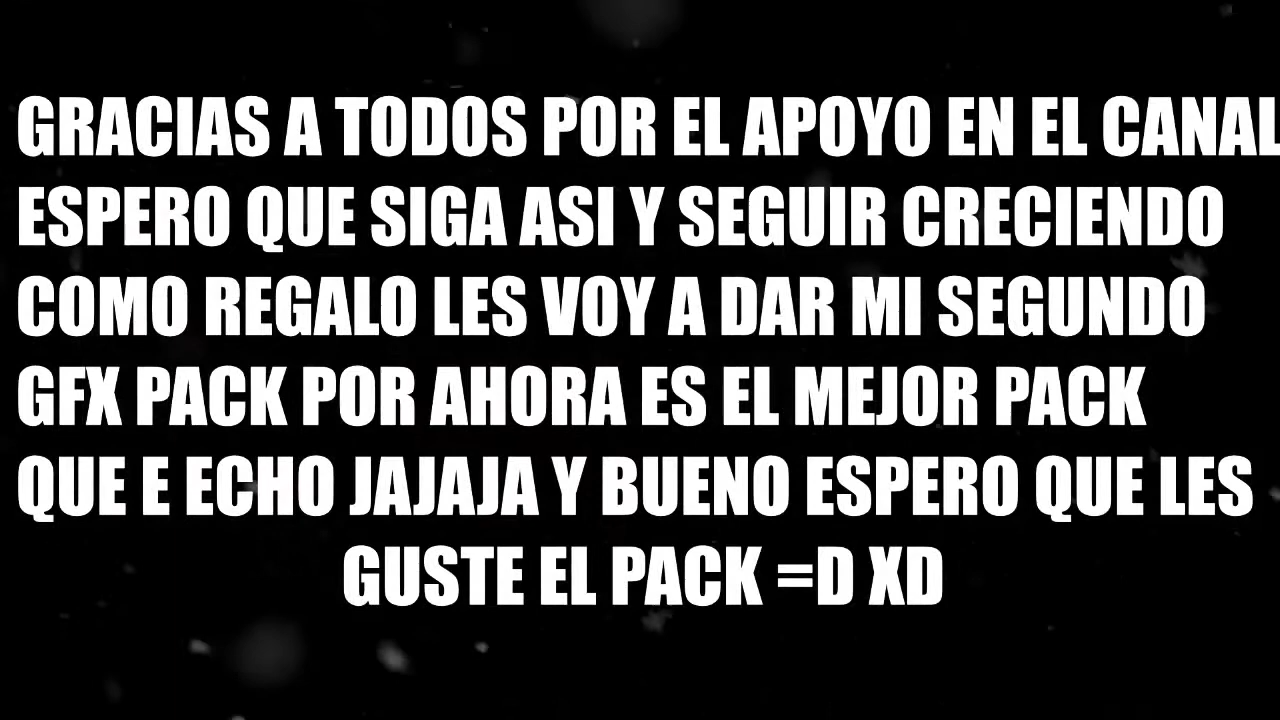 GRACIAS A TODOS POR EL APOYO EN EL CANAL
ESPERO QUE SIGA ASI Y SEGUIR CRECIENDO
COMO REGALO LES VOY A DAR MI SEGUNDO
GFX PACK POR AHORA ES EL MEJOR PACK
QUE E ECHO JAJAJA Y BUENO ESPERO QUE LES
GUSTE EL PACK =D XD